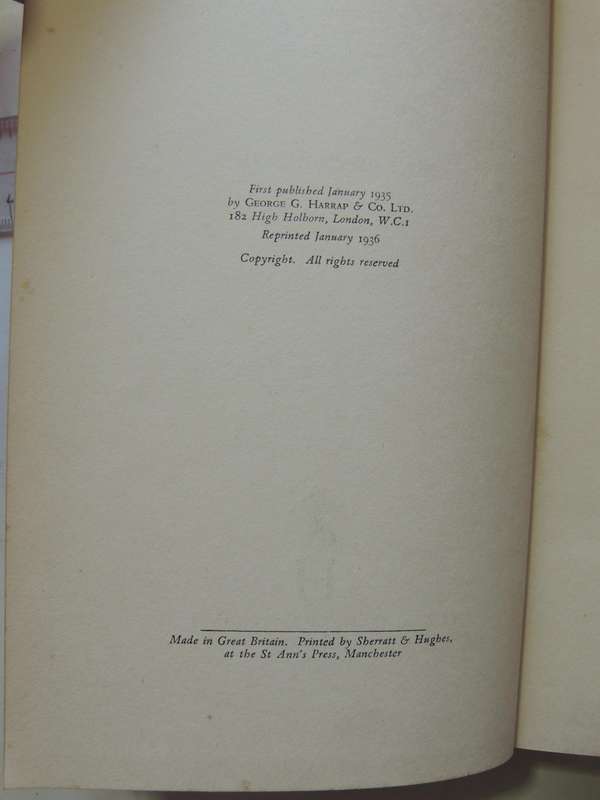 First published January 1935
by GEORGE G. HARRAP & CO. LTD.
182 High Holborn, London, W.C.1
Reprinted January 1936
Copyright. All rights reserved
Made in Great Britain. Printed by Sherratt & Hughes,
at the St Ann's Press, Manchester